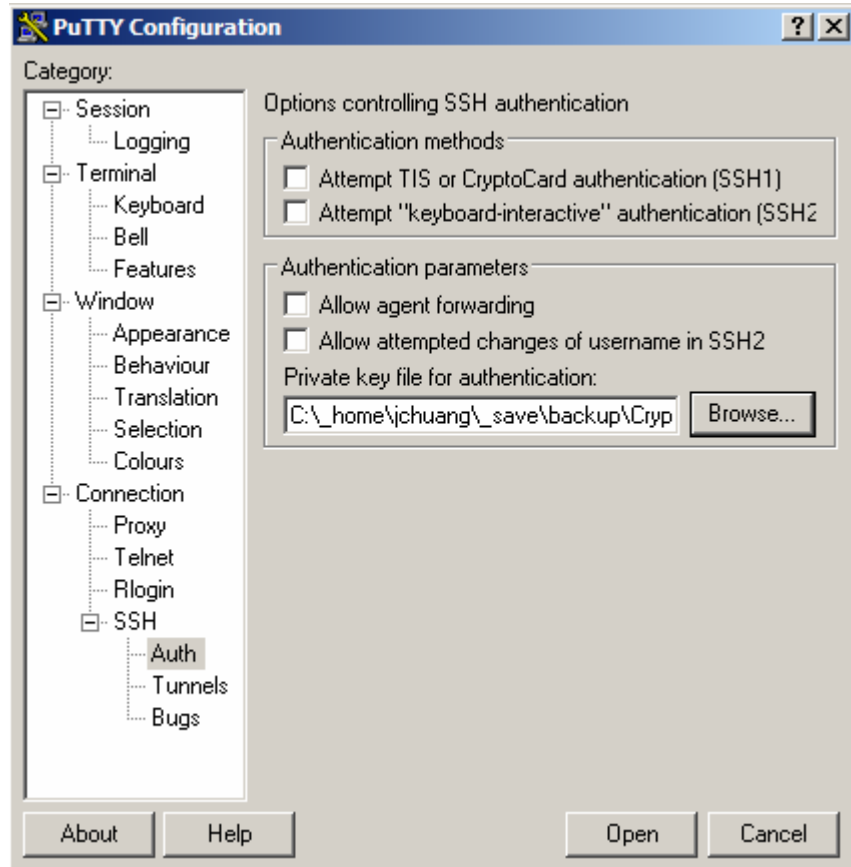 PuTTY Configuration
Category:
Session
Logging
Terminal
Keyboard
Bell
Features
Window
Appearance
Behaviour
Translation
Selection
Colours
Connection
Proxy
Telnet
Rlogin
SSH
Auth
Tunnels
Bugs
Options controlling SSH authentication
Authentication methods
Attempt TIS or CryptoCard authentication (SSH1)
Attempt "keyboard-interactive" authentication (SSH2
Authentication parameters
Allow agent forwarding
Allow attempted changes of username in SSH2
Private key file for authentication:
C:\_home\jchuang\_save\backup\Cryp
Browse...
About
Help
Open
Cancel